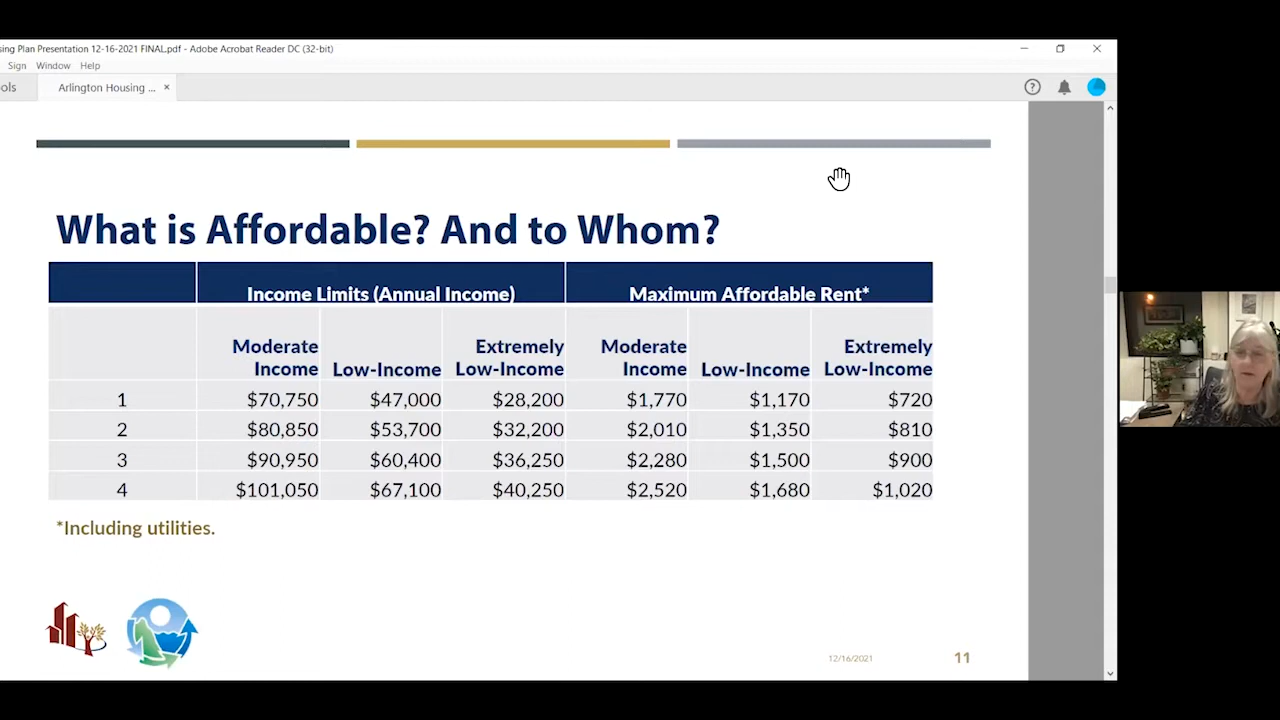 sing Plan Presentation 12-16-2021 FINAL.pdf - Adobe Acrobat Reader DC (32-bit)
Sign Window Help
ols Arlington Housing ... ×
What is Affordable? And to Whom?
Income Limits (Annual Income) Maximum Affordable Rent*
Moderate Extremely Moderate Extremely
Income Low-Income Low-Income Income Low-Income Low-Income
1 $70,750 $47,000 $28,200 $1,770 $1,170 $720
2 $80,850 $53,700 $32,200 $2,010 $1,350 $810
3 $90,950 $60,400 $36,250 $2,280 $1,500 $900
4 $101,050 $67,100 $40,250 $2,520 $1,680 $1,020
*Including utilities.
12/16/2021 11